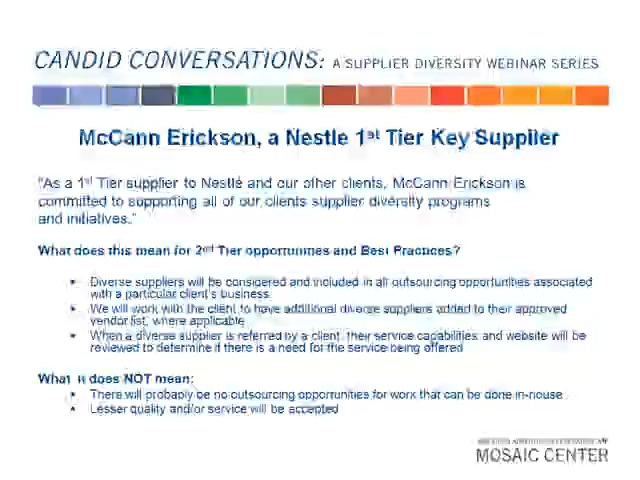 CANDID CONVERSATIONS: A SUPPLIER DIVERSITY WEBINAR SERIES
McCann Erickson, a Nestle 1st Tier Key Supplier
"As a 1st Tier supplier to Nestlé and our other clients, McCann Erickson is
committed to supporting all of our clients supplier diversity programs
and initiatives."
What does this mean for 2nd Tier opportunities and Best Practices?
• Diverse suppliers will be considered and included in all outsourcing opportunities associated
with a particular client's business
• We will work with the client to have additional diverse suppliers added to their approved
vendor list, where applicable
• When a diverse supplier is referred by a client, their service capabilities and website will be
reviewed to determine if there is a need for the service being offered
What it does NOT mean:
• There will probably be no outsourcing opportunities for work that can be done in-house
• Lesser quality and/or service will be accepted
MOSAIC CENTER